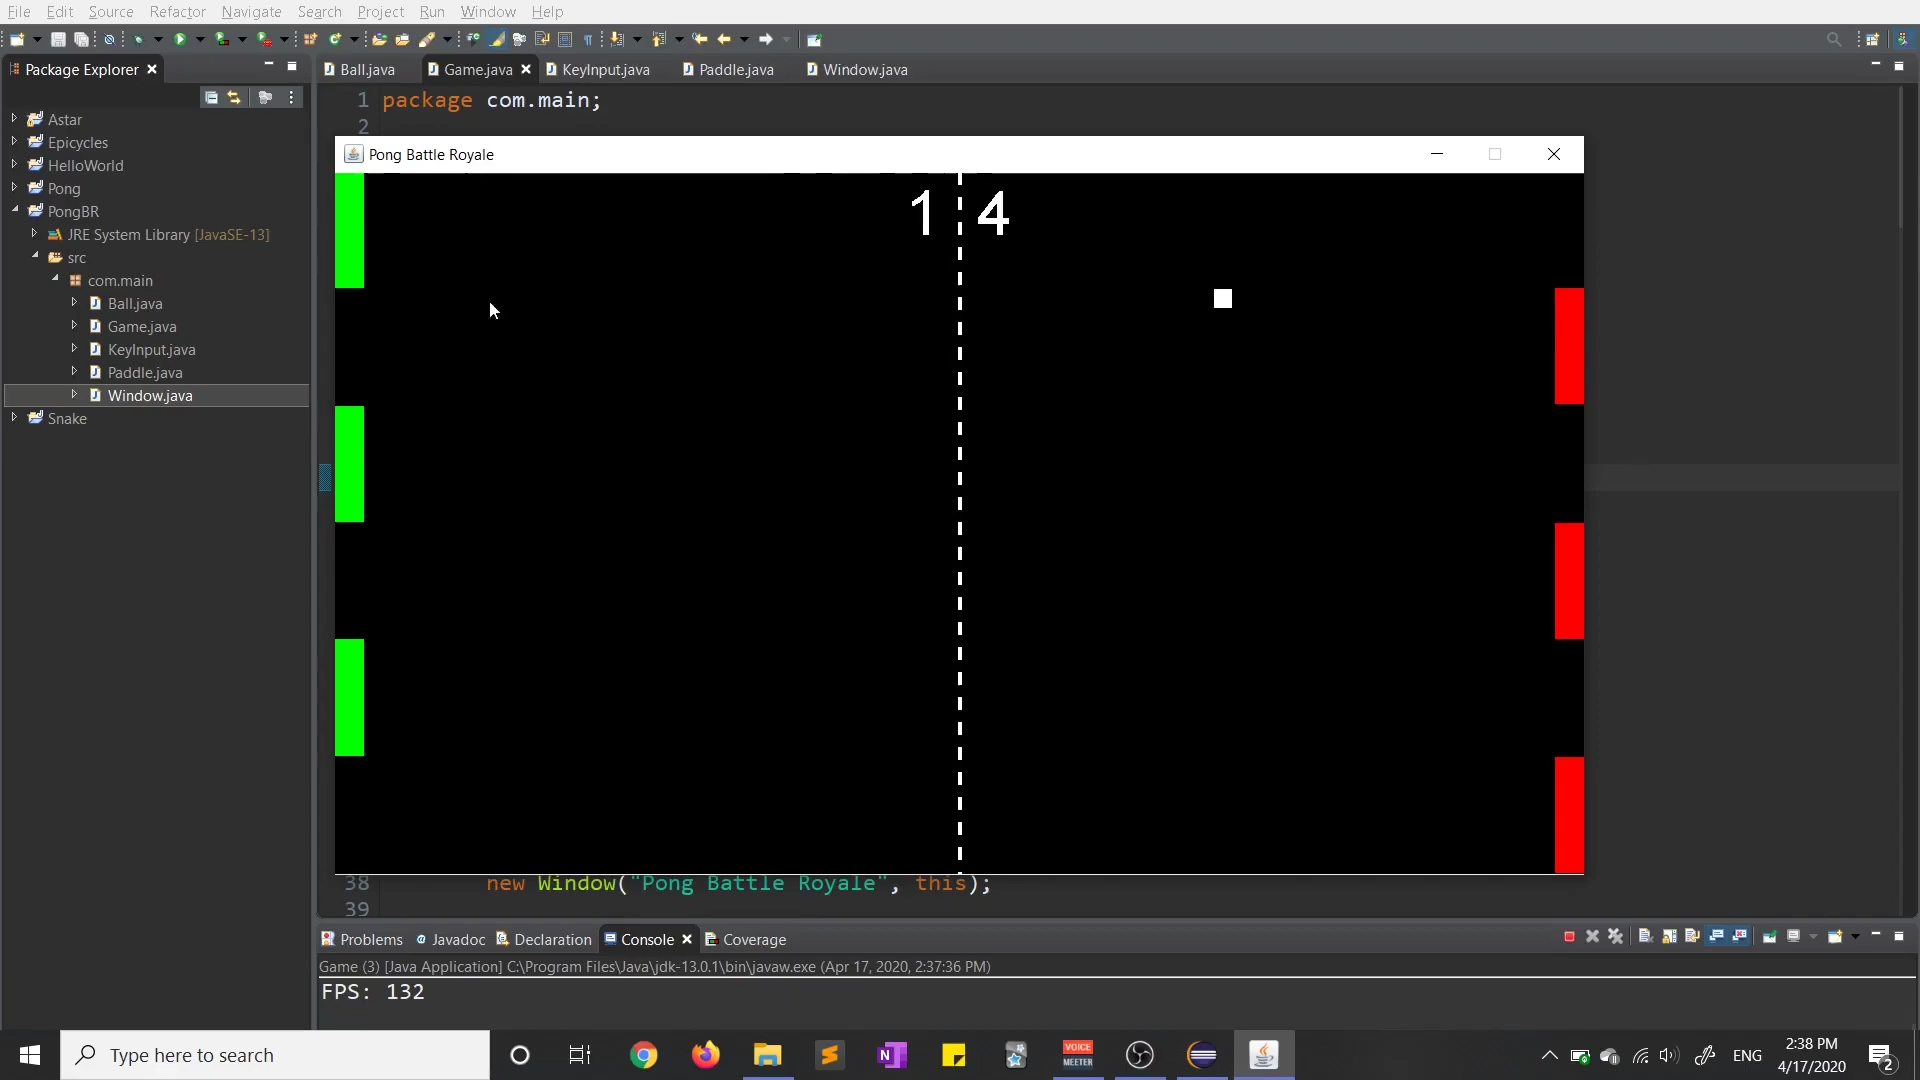 File Edit Source Refactor Navigate Search Project Run Window Help
Package Explorer
Ball.java Game.java KeyInput.java Paddle.java Window.java
Astar
Epicycles
HelloWorld
Pong
PongBR
JRE System Library [JavaSE-13]
src
com.main
Ball.java
Game.java
KeyInput.java
Paddle.java
Window.java
Snake
1 package com.main;
2
Pong Battle Royale
1 4
38 new Window("Pong Battle Royale", this);
39
Problems Javadoc Declaration Console Coverage
Game (3) [Java Application] C:\Program Files\Java\jdk-13.0.1\bin\javaw.exe (Apr 17, 2020, 2:37:36 PM)
FPS: 132
Type here to search
VOICE
MEETER
ENG
2:38 PM
4/17/2020
2